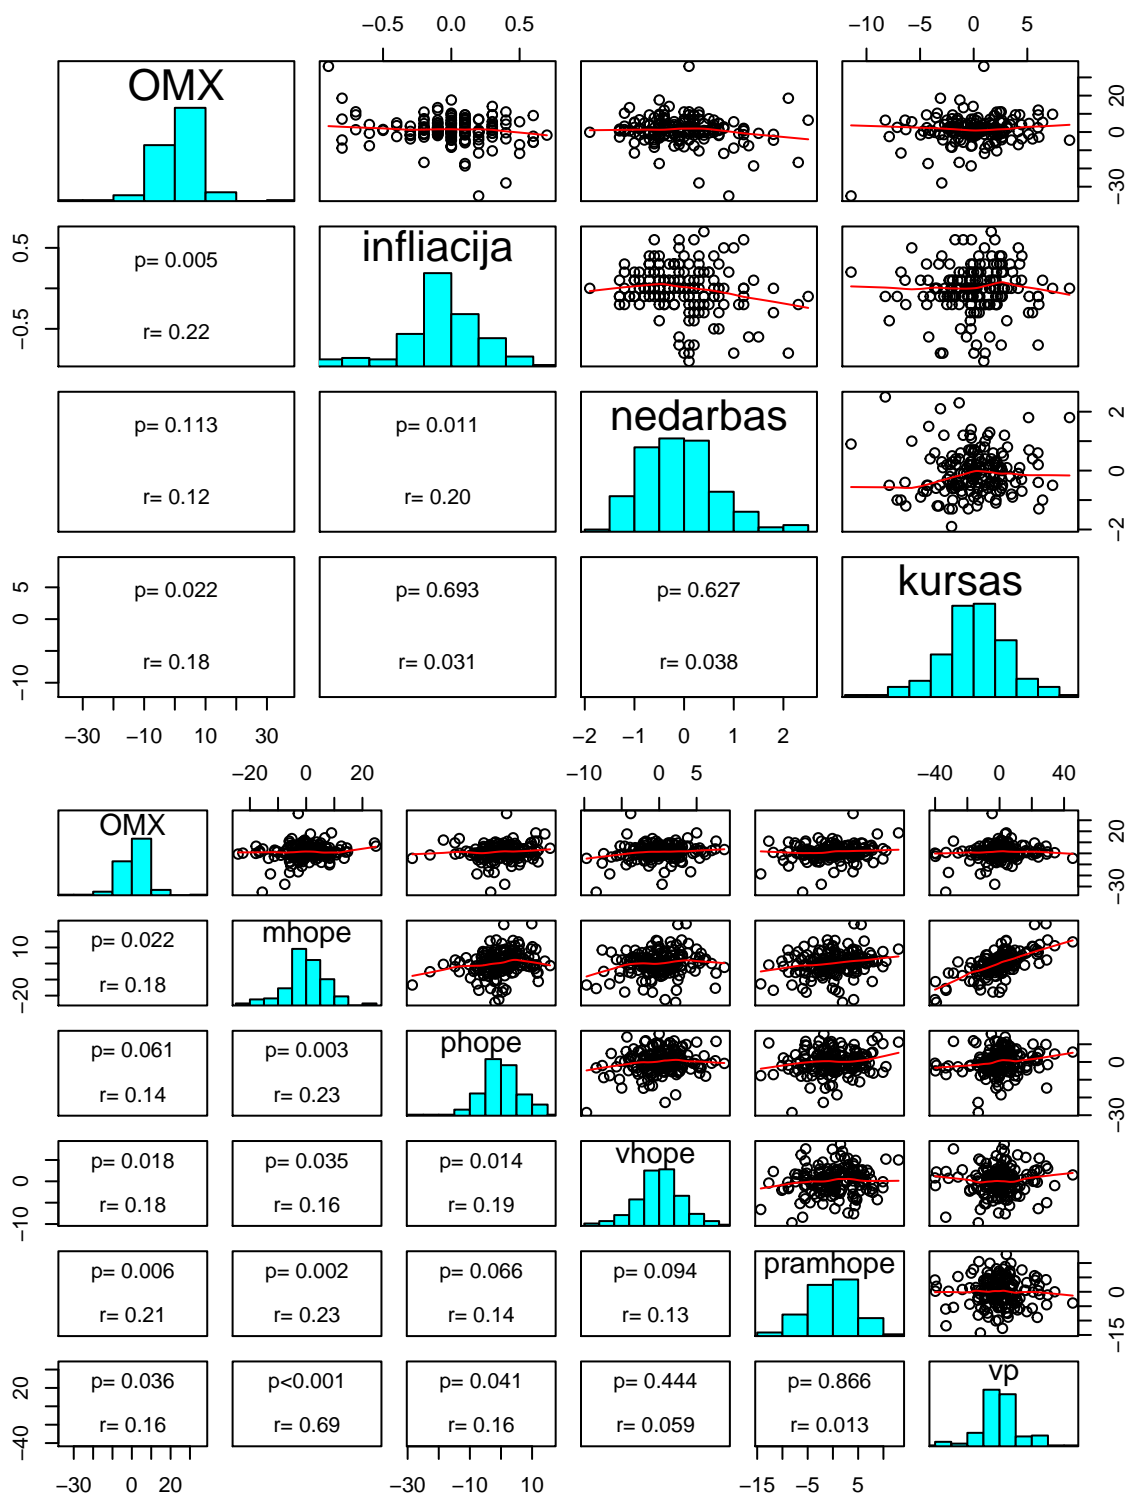 −0.5 0.0 0.5 −10 −5 0 5
OMX
−30 0 20
infliacija
−0.5 0.5
p= 0.005
r= 0.22
nedarbas
p= 0.113 p= 0.011
r= 0.12 r= 0.20
−2 0 2
kursas
−10 0 5
p= 0.022 p= 0.693 p= 0.627
r= 0.18 r= 0.031 r= 0.038
−30 −10 10 30 −2 −1 0 1 2
−20 0 20 −10 0 5 −40 0 40
OMX
−30 0 20
mhope
−20 10
p= 0.022
r= 0.18
phope
p= 0.061 p= 0.003
r= 0.14 r= 0.23
−30 0
vhope
−10 0
p= 0.018 p= 0.035 p= 0.014
r= 0.18 r= 0.16 r= 0.19
pramhope
p= 0.006 p= 0.002 p= 0.066 p= 0.094
r= 0.21 r= 0.23 r= 0.14 r= 0.13
−15 0
vp
−40 20
p= 0.036 p<0.001 p= 0.041 p= 0.444 p= 0.866
r= 0.16 r= 0.69 r= 0.16 r= 0.059 r= 0.013
−30 0 20 −30 −10 10 −15 −5 5